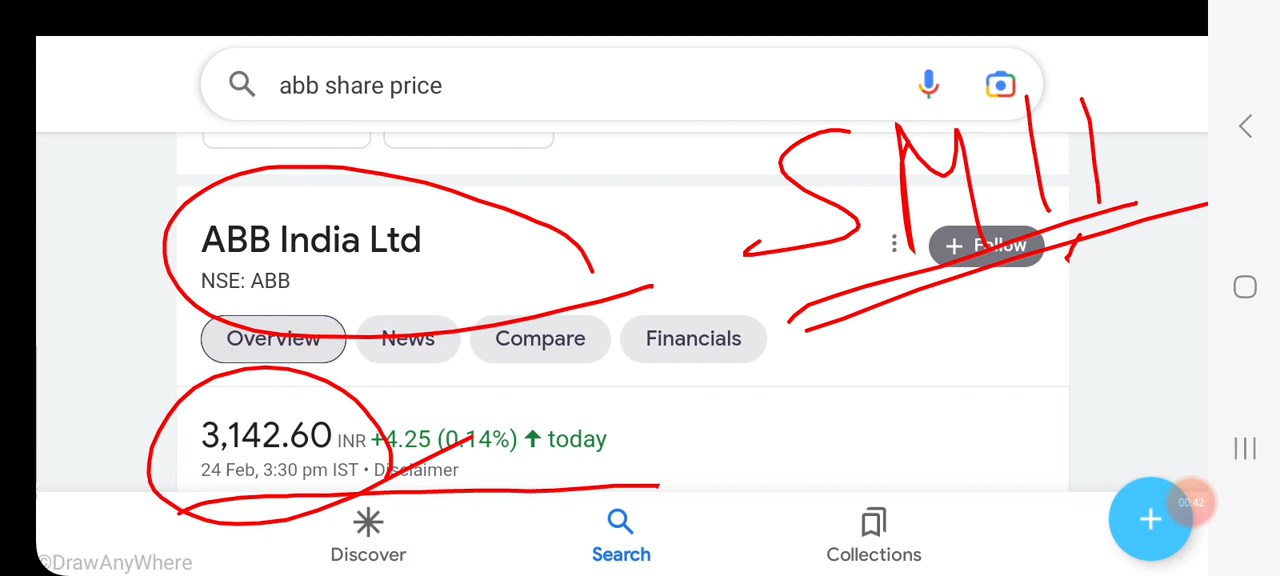 abb share price
SM11
ABB India Ltd
+ Follow
NSE: ABB
Overview News Compare Financials
3,142.60 INR +4.25 (0.14%) ↑ today
24 Feb, 3:30 pm IST • Disclaimer
00:42
Discover Search Collections
©DrawAnyWhere